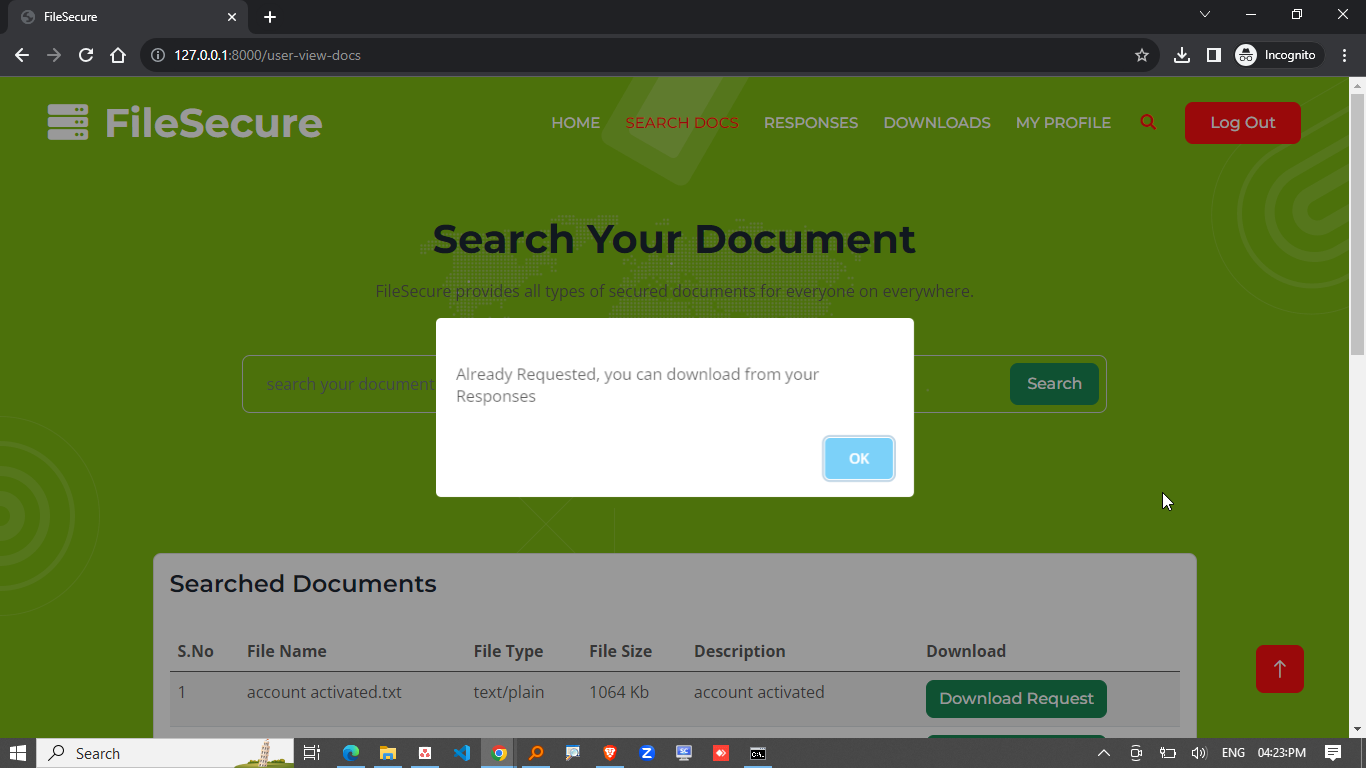 FileSecure
127.0.0.1:8000/user-view-docs
Incognito
FileSecure
HOME SEARCH DOCS RESPONSES DOWNLOADS MY PROFILE Log Out
Search Your Document
FileSecure provides all types of secured documents for everyone on everywhere.
search your document
Search
Already Requested, you can download from your
Responses
OK
Searched Documents
S.No File Name File Type File Size Description Download
1 account activated.txt text/plain 1064 Kb account activated Download Request
Search
ENG 04:23:PM